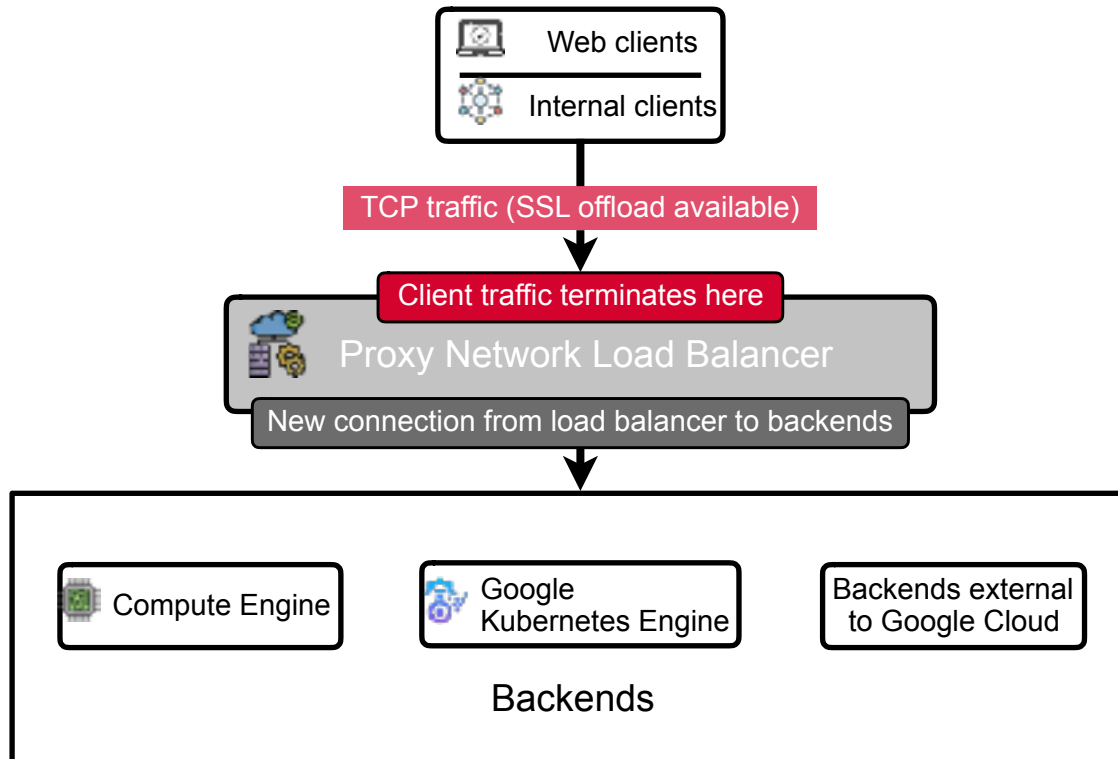 Web clients
Internal clients
TCP traffic (SSL offload available)
Client traffic terminates here
Proxy Network Load Balancer
New connection from load balancer to backends
Compute Engine
Google
Kubernetes Engine
Backends external
to Google Cloud
Backends